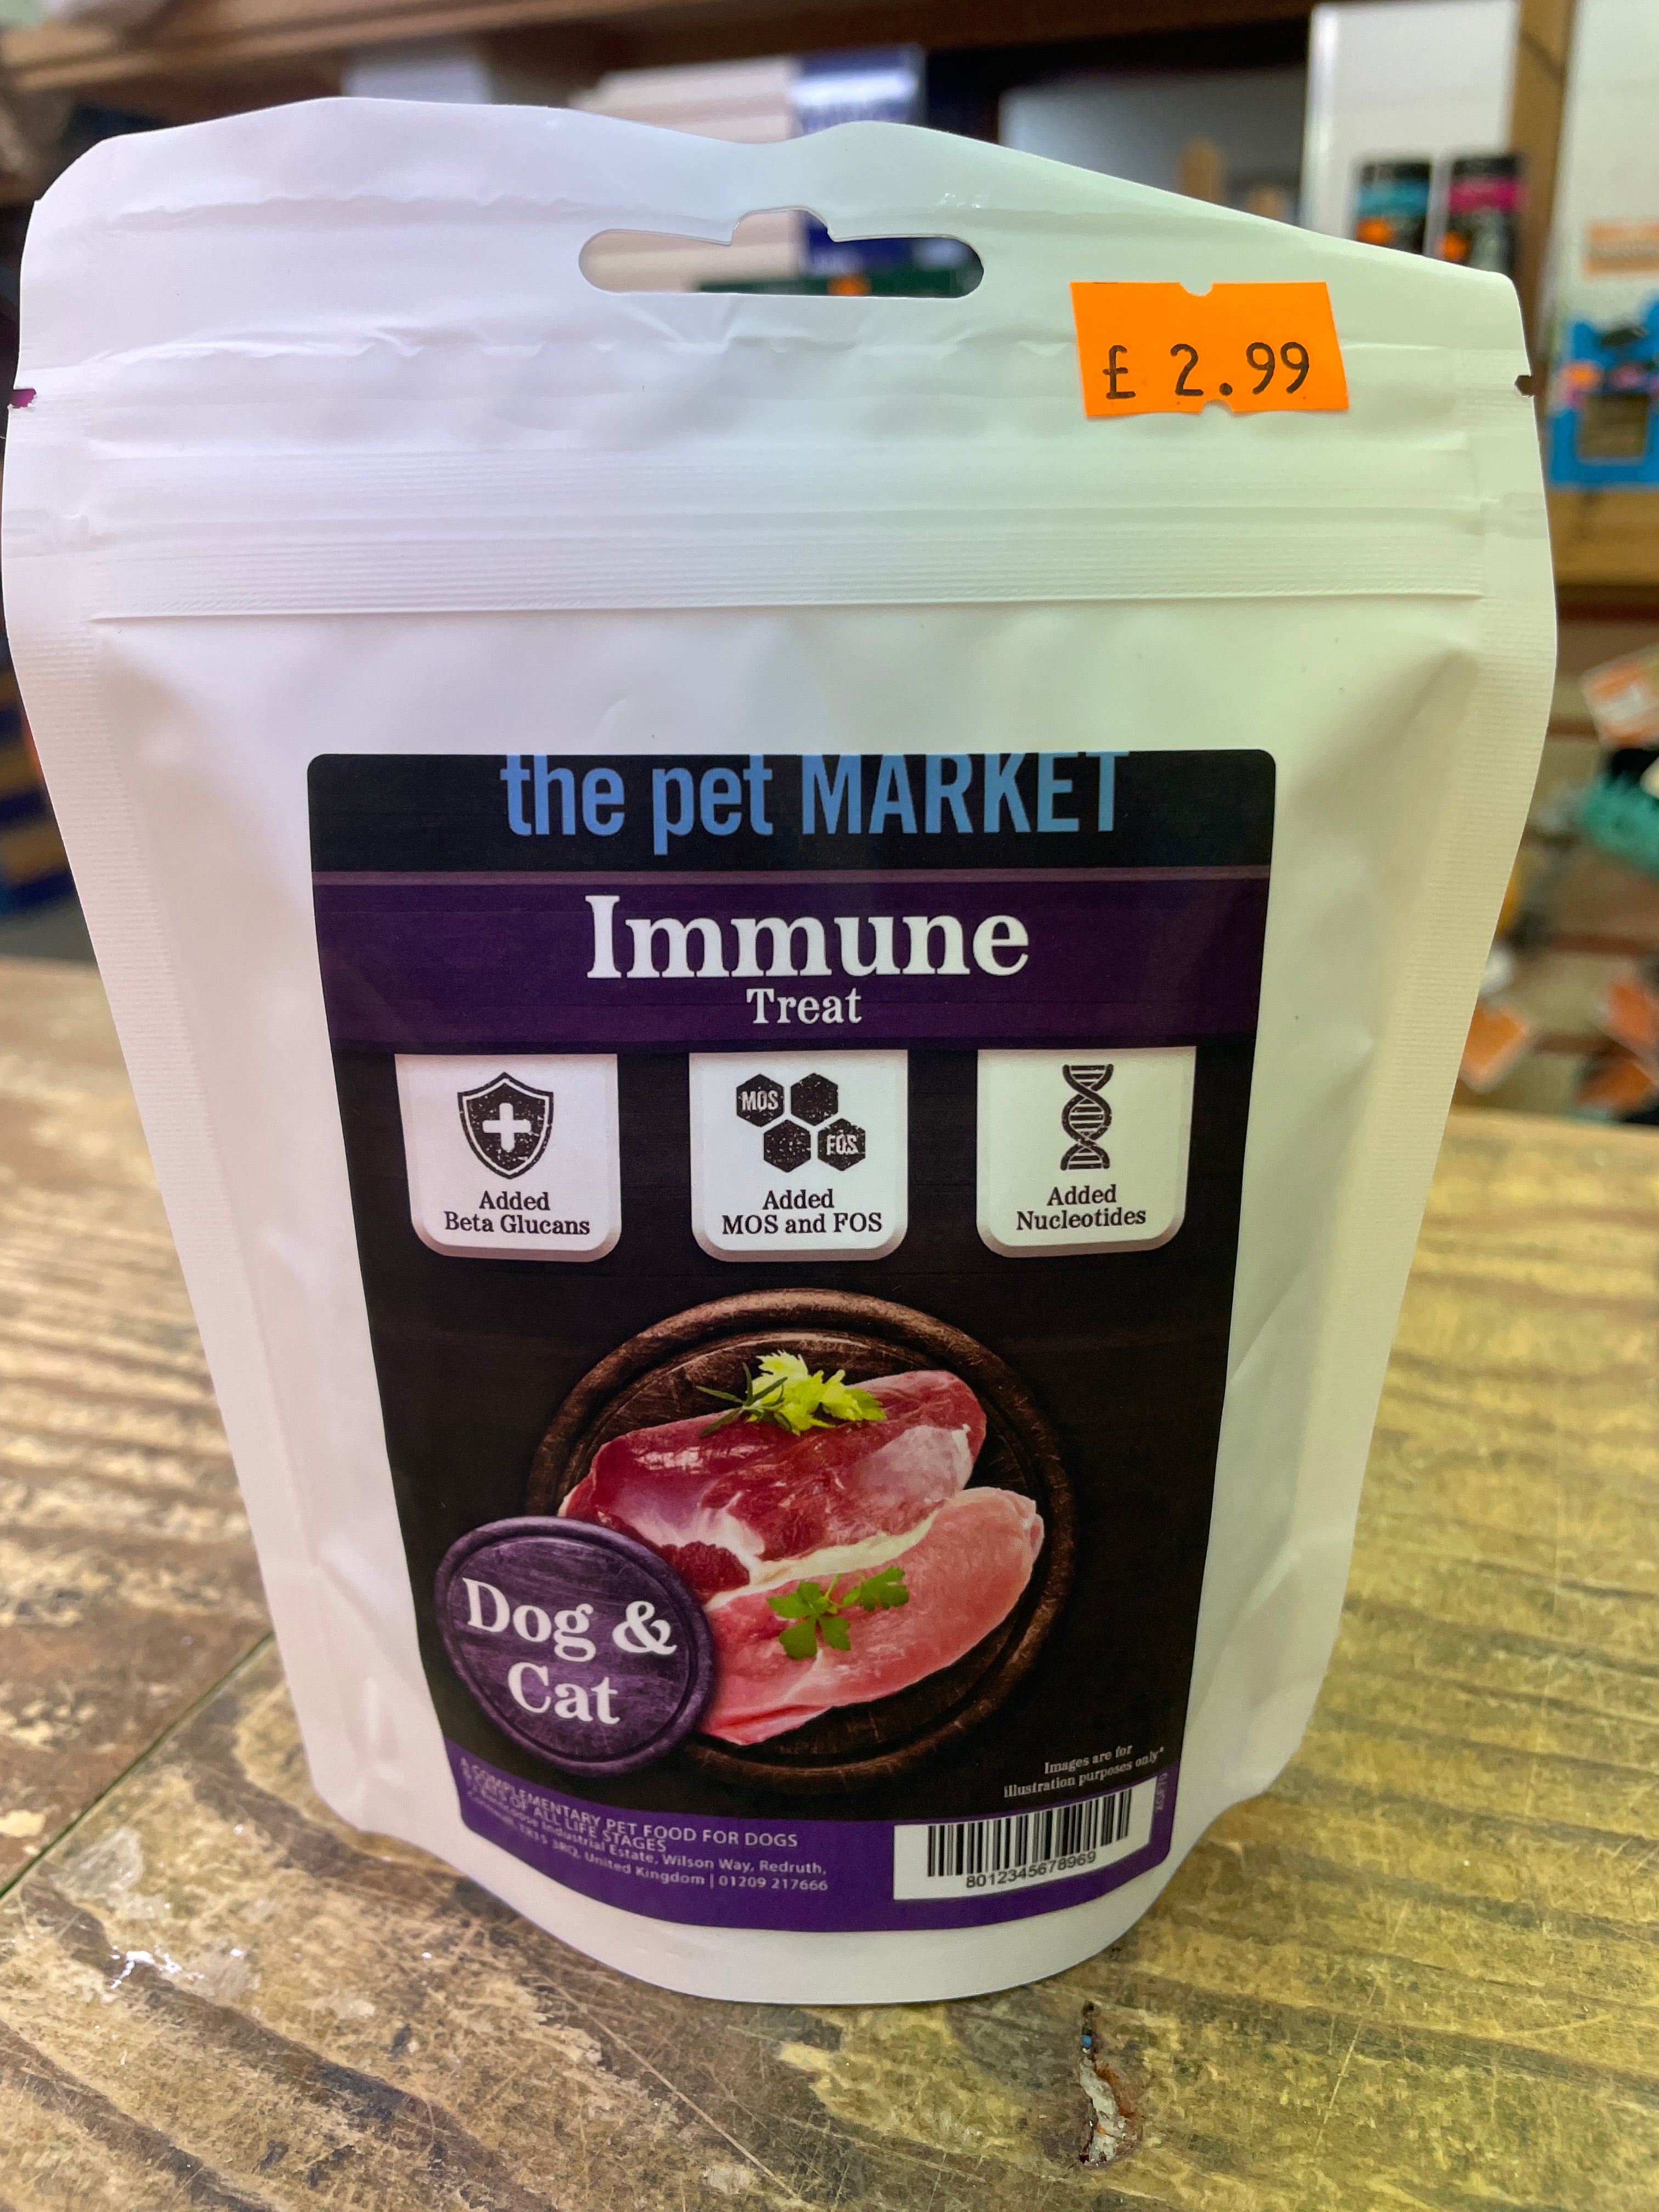 £ 2.99
the pet MARKET
Immune
Treat
MOS
FOS
Added
Beta Glucans
Added
MOS and FOS
Added
Nucleotides
Dog &
Cat
Images are for
illustration purposes only*
A COMPLEMENTARY PET FOOD FOR DOGS
OF ALL LIFE STAGES
Industrial Estate, Wilson Way, Redruth,
TR15 3RQ, United Kingdom | 01209 217666
8012345678969